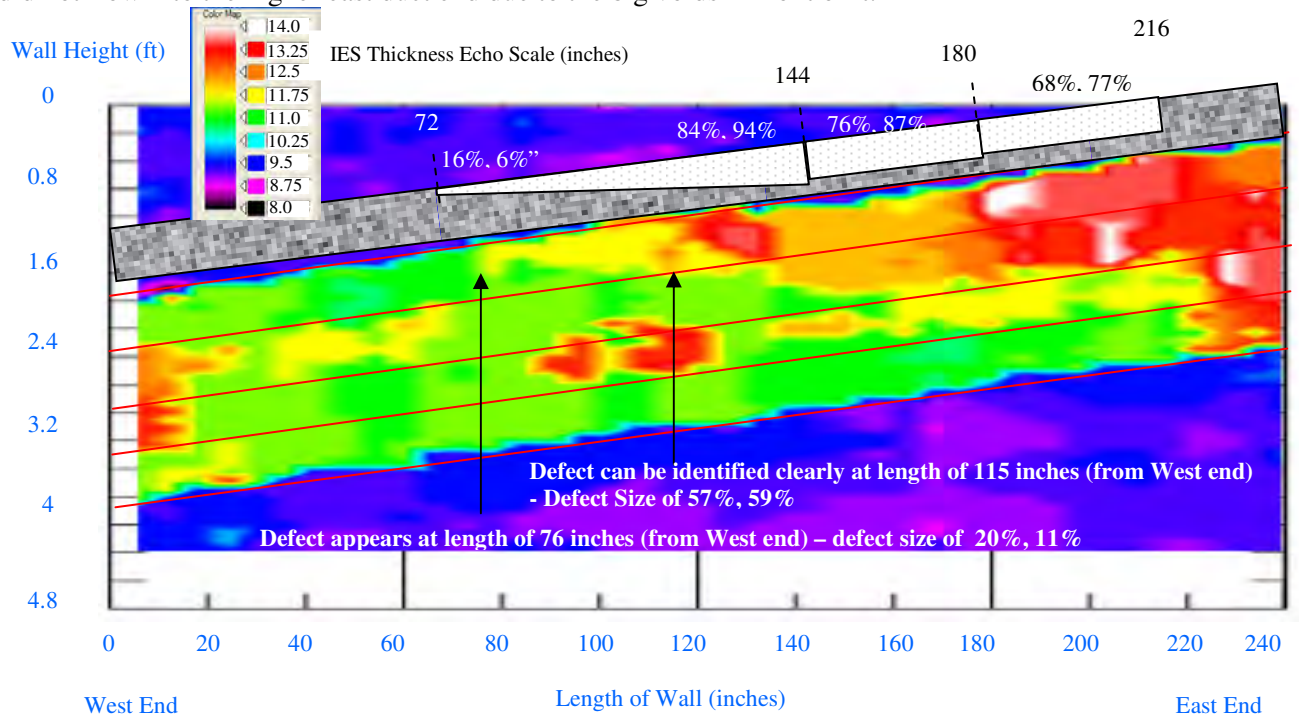 Color Map
14.0
13.25
12.5
11.75
11.0
10.25
9.5
8.75
8.0
Wall Height (ft)
IES Thickness Echo Scale (inches)
216
180
144
72
68%, 77%
84%, 94%
76%, 87%
16%, 6%”
0
0.8
1.6
2.4
3.2
4
4.8
Defect can be identified clearly at length of 115 inches (from West end)
- Defect Size of 57%, 59%
Defect appears at length of 76 inches (from West end) – defect size of 20%, 11%
0 20 40 60 80 100 120 140 160 180 200 220 240
West End
Length of Wall (inches)
East End